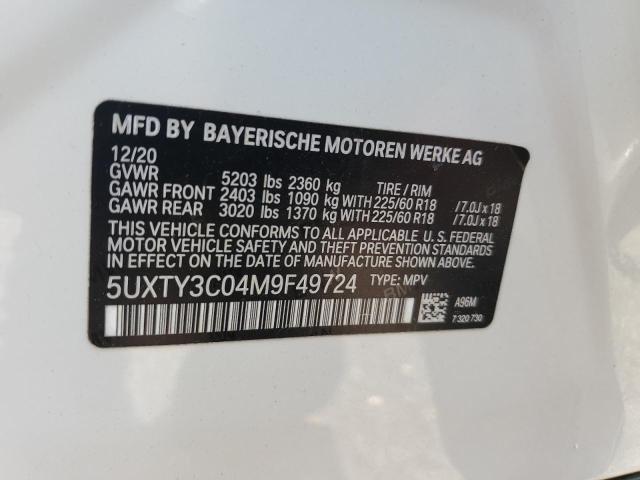 MFD BY BAYERISCHE MOTOREN WERKE AG
12/20
GVWR 5203 lbs 2360 kg TIRE / RIM
GAWR FRONT 2403 lbs 1090 kg WITH 225/60 R18 /7.0J x 18
GAWR REAR 3020 lbs 1370 kg WITH 225/60 R18 /7.0J x 18
THIS VEHICLE CONFORMS TO ALL APPLICABLE U. S. FEDERAL
MOTOR VEHICLE SAFETY AND THEFT PREVENTION STANDARDS
IN EFFECT ON THE DATE OF MANUFACTURE SHOWN ABOVE.
5UXTY3C04M9F49724 TYPE: MPV
A96M
7 320 730